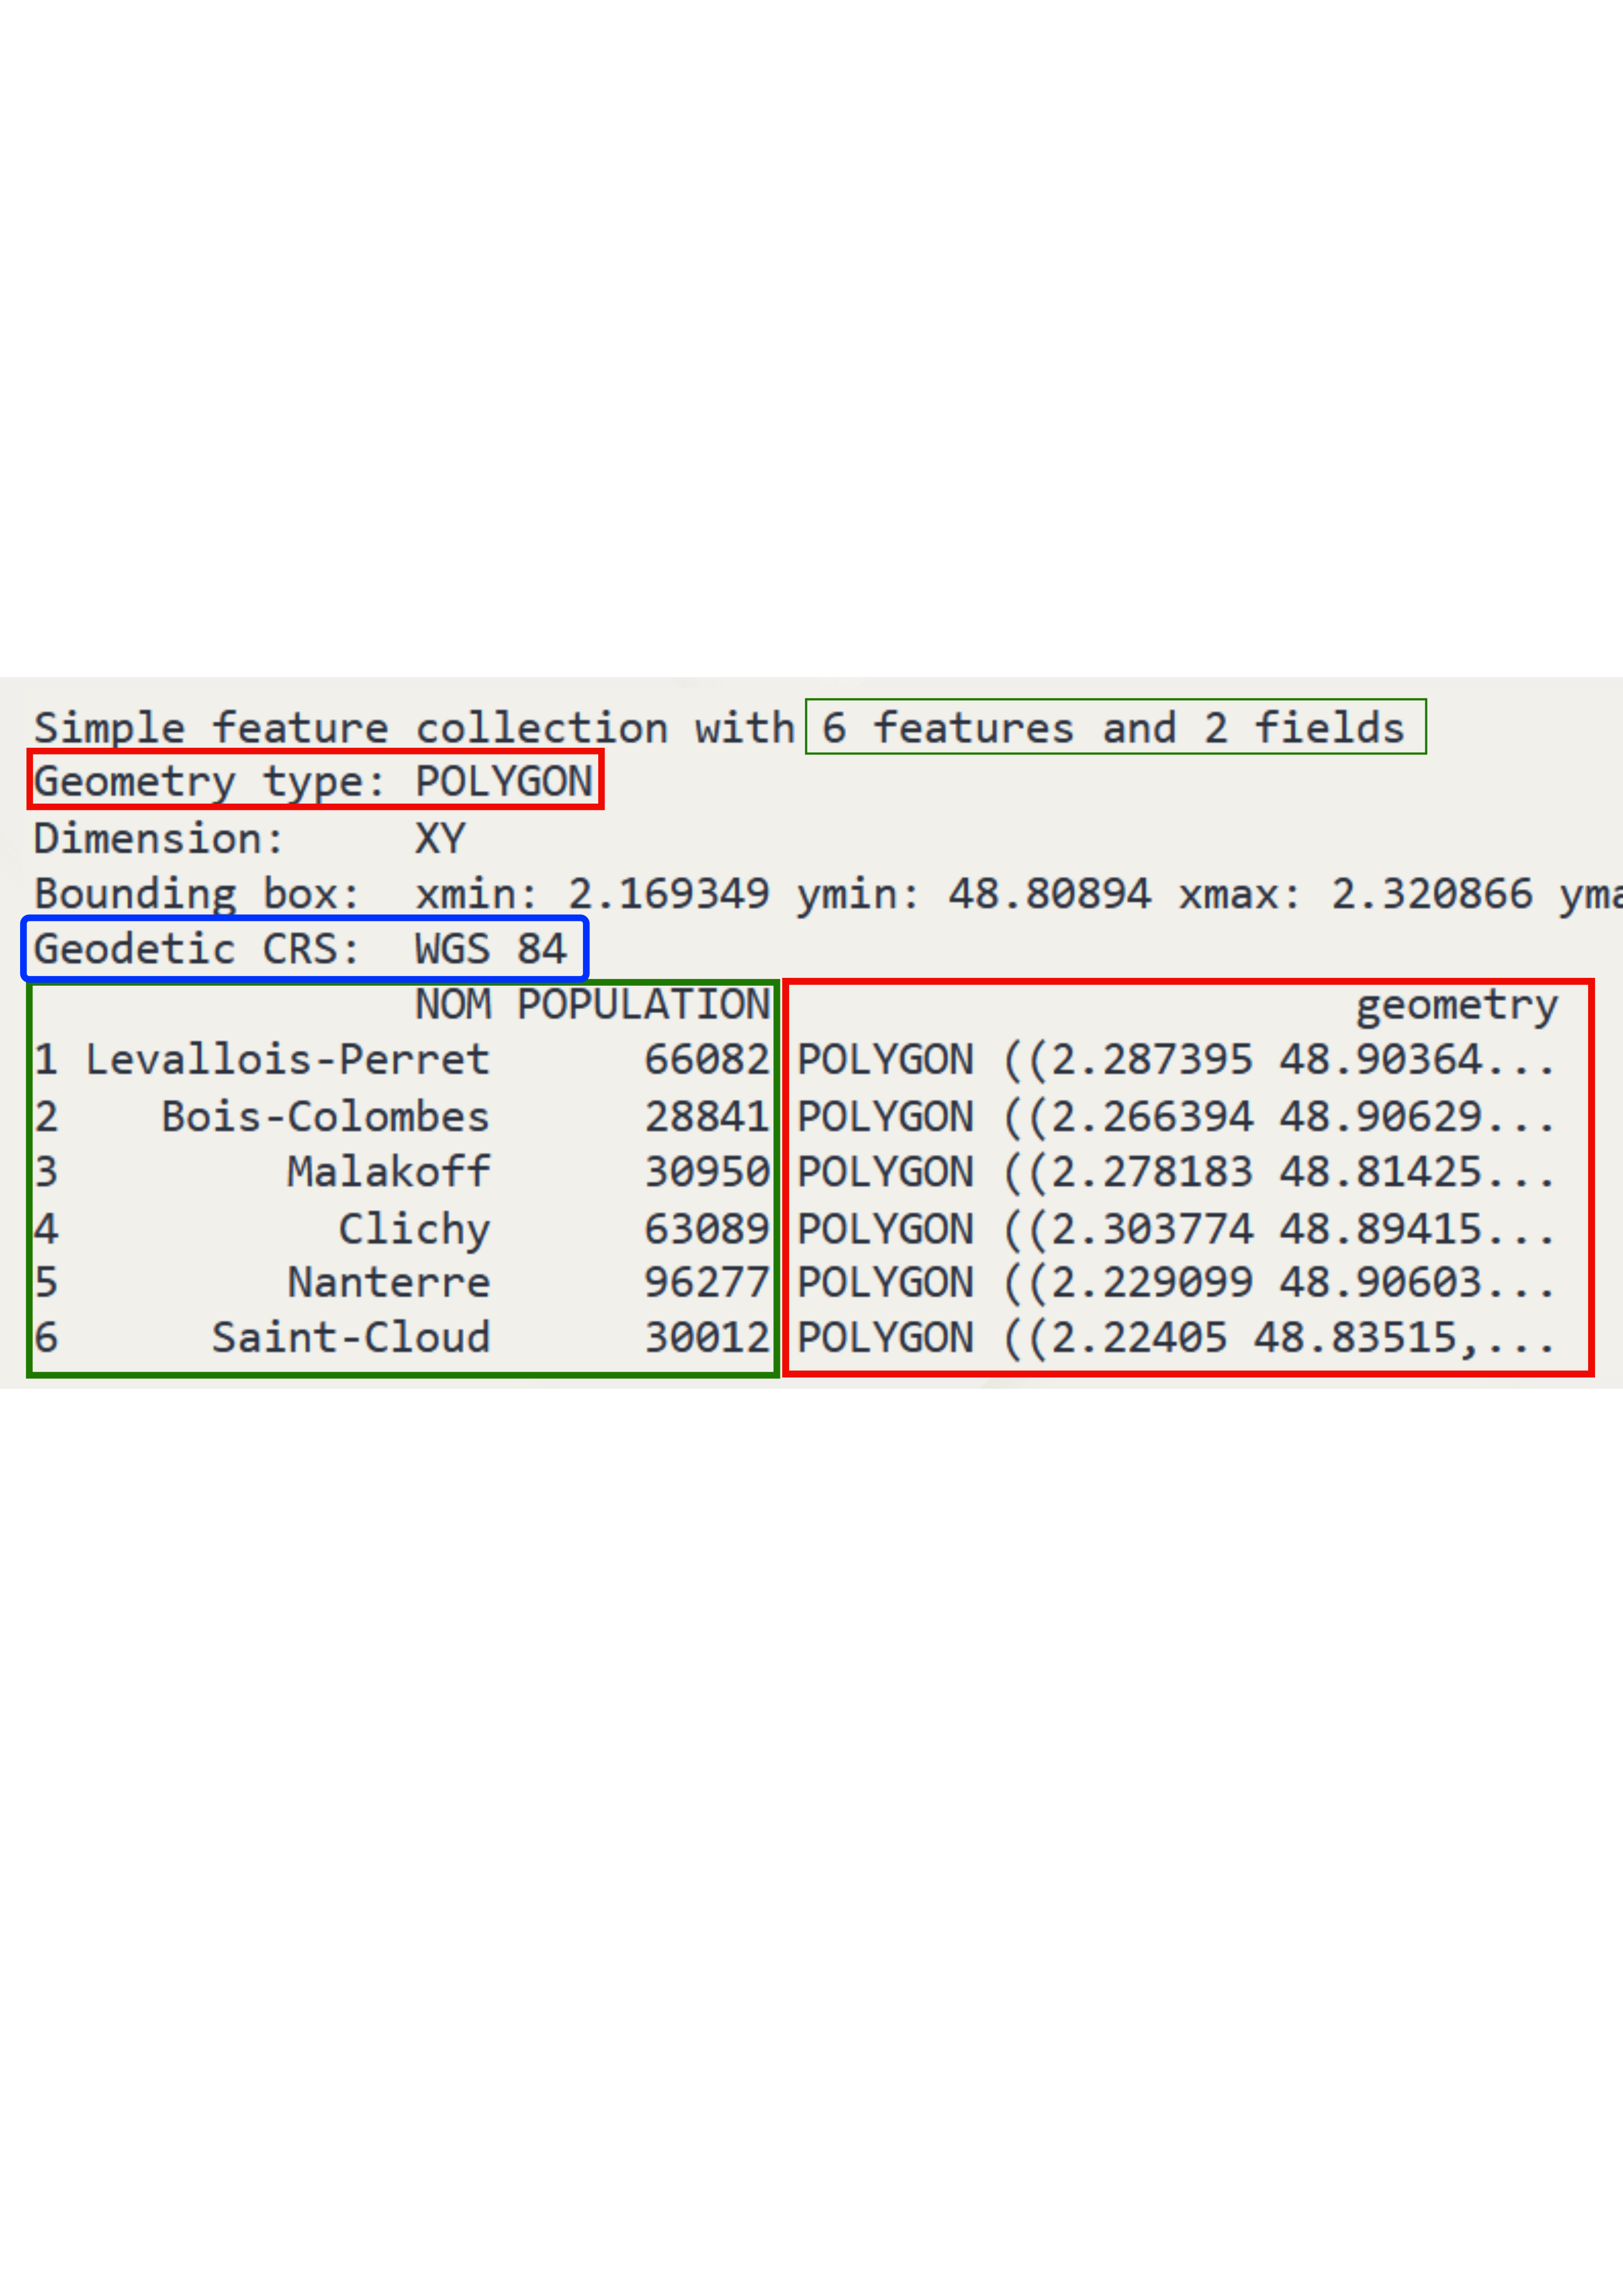 Simple feature collection with 6 features and 2 fields
Geometry type: POLYGON
Dimension:     XY
Bounding box:  xmin: 2.169349 ymin: 48.80894 xmax: 2.320866 yma
Geodetic CRS:  WGS 84
NOM POPULATION geometry
1 Levallois-Perret 66082 POLYGON ((2.287395 48.90364...
2 Bois-Colombes 28841 POLYGON ((2.266394 48.90629...
3 Malakoff 30950 POLYGON ((2.278183 48.81425...
4 Clichy 63089 POLYGON ((2.303774 48.89415...
5 Nanterre 96277 POLYGON ((2.229099 48.90603...
6 Saint-Cloud 30012 POLYGON ((2.22405 48.83515,...